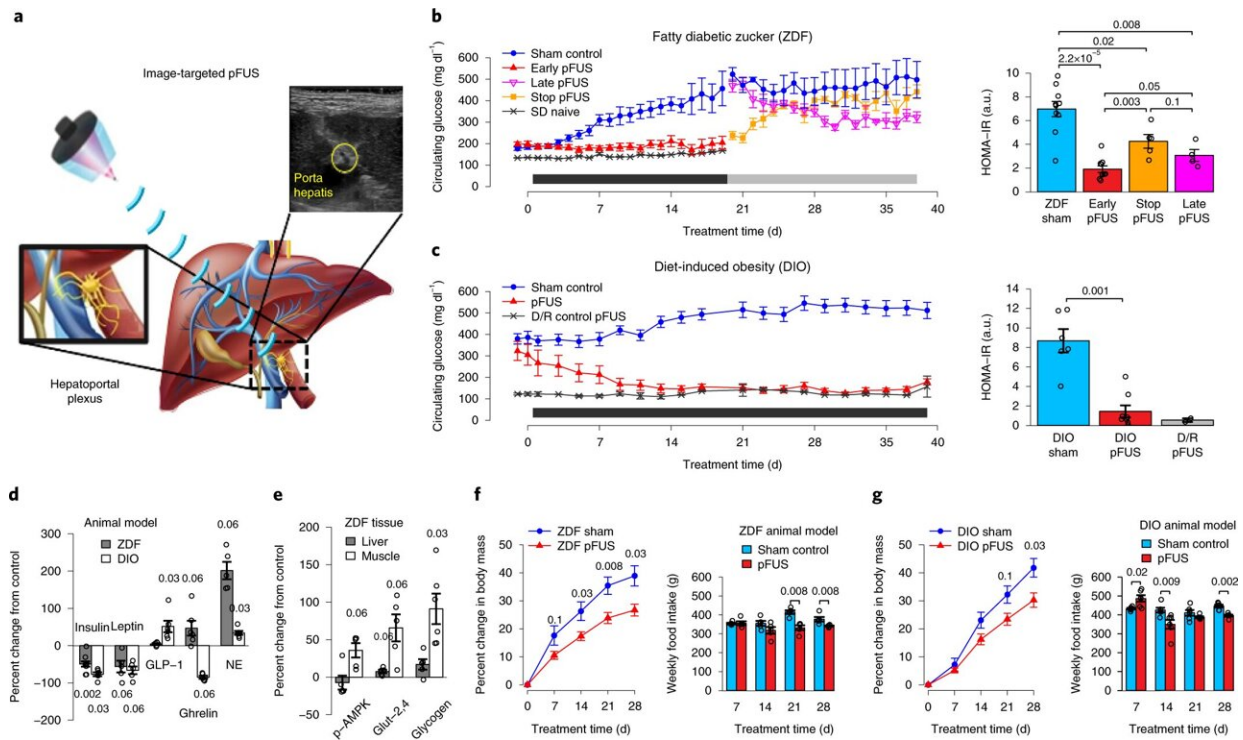 a
Image-targeted pFUS
Porta
hepatis
Hepatoportal
plexus
b
Fatty diabetic zucker (ZDF)
Circulating glucose (mg dl−1)
600
500
400
300
200
100
0
Sham control
Early pFUS
Late pFUS
Stop pFUS
SD naive
0 7 14 21 28 35 40
Treatment time (d)
HOMA−IR (a.u.)
10
8
6
4
2
0
0.008
0.02
2.2×10−5
0.05
0.003
0.1
ZDF
sham
Early
pFUS
Stop
pFUS
Late
pFUS
c
Diet-induced obesity (DIO)
Circulating glucose (mg dl−1)
600
500
400
300
200
100
0
Sham control
pFUS
D/R control pFUS
0 7 14 21 28 35 40
Treatment time (d)
HOMA−IR (a.u.)
14
12
10
8
6
4
2
0
0.001
DIO
sham
DIO
pFUS
D/R
pFUS
d
Percent change from control
300
200
100
0
−100
−200
Animal model
ZDF
DIO
0.06
0.03 0.06
0.03
Insulin
Leptin
GLP−1
NE
0.002
0.03
0.06
0.03
0.06
Ghrelin
e
Percent change from control
200
150
100
50
0
−50
ZDF tissue
Liver
Muscle
0.03
0.06
0.06
0.06
p−AMPK
Glut−2,4
Glycogen
f
Percent change in body mass
50
40
30
20
10
0
ZDF sham
ZDF pFUS
0.1
0.03
0.008
0.03
0 7 14 21 28
Treatment time (d)
ZDF animal model
Sham control
pFUS
Weekly food intake (g)
600
500
400
300
200
100
0
0.008 0.008
7 14 21 28
Treatment time (d)
g
Percent change in body mass
50
40
30
20
10
0
DIO sham
DIO pFUS
0.1
0.03
0 7 14 21 28
Treatment time (d)
DIO animal model
Sham control
pFUS
Weekly food intake (g)
600
500
400
300
200
100
0
0.02
0.009
0.002
7 14 21 28
Treatment time (d)